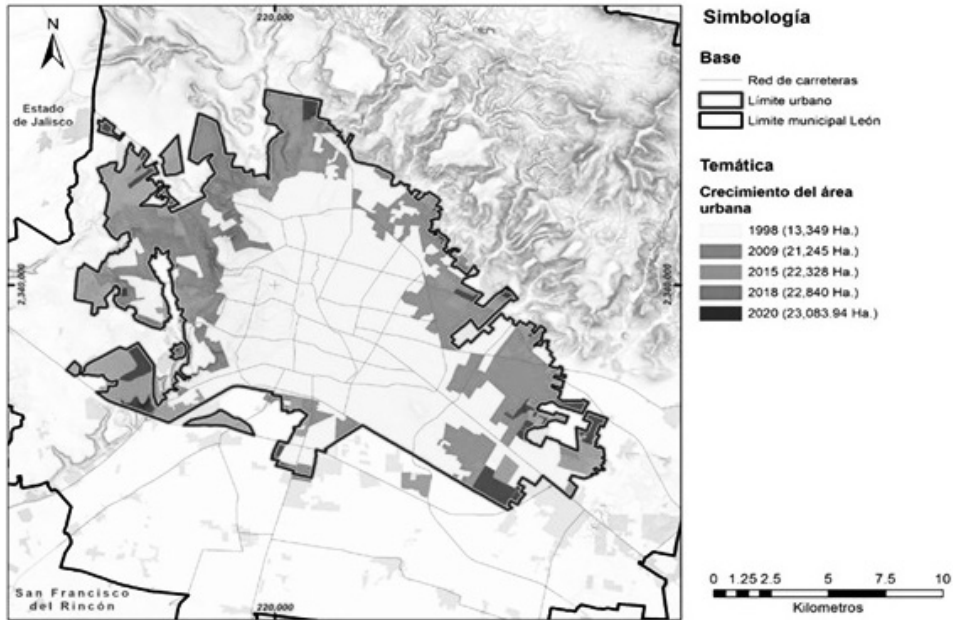 220,000
N
Estado
de Jalisco
2,340,000
2,340,000
San Francisco
del Rincón
220,000
Simbología
Base
Red de carreteras
Límite urbano
Limite municipal León
Temática
Crecimiento del área
urbana
1998 (13,349 Ha.)
2009 (21,245 Ha.)
2015 (22,328 Ha.)
2018 (22,840 Ha.)
2020 (23,083.94 Ha.)
0 1.25 2.5 5 7.5 10
Kilometros